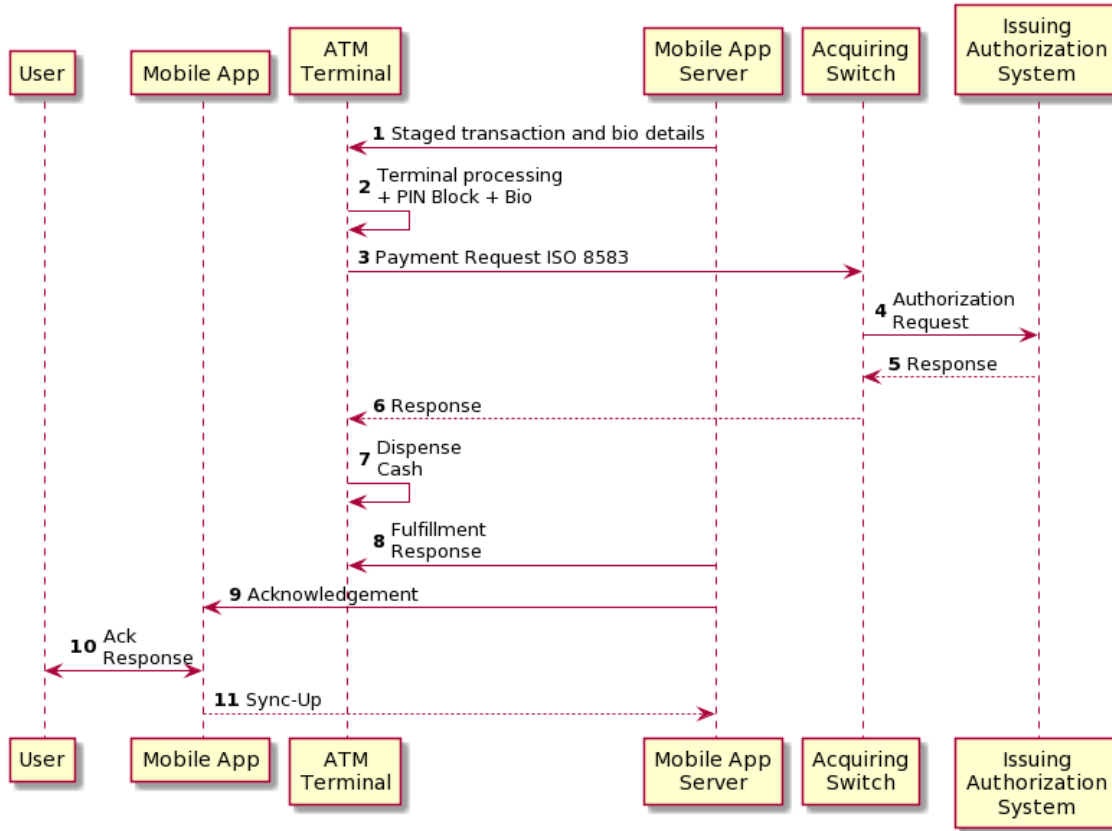 User
Mobile App
ATM
Terminal
Mobile App
Server
Acquiring
Switch
Issuing
Authorization
System
1 Staged transaction and bio details
2 Terminal processing
+ PIN Block + Bio
3 Payment Request ISO 8583
4 Authorization
Request
5 Response
6 Response
7 Dispense
Cash
8 Fulfillment
Response
9 Acknowledgement
10 Ack
Response
11 Sync-Up
User
Mobile App
ATM
Terminal
Mobile App
Server
Acquiring
Switch
Issuing
Authorization
System